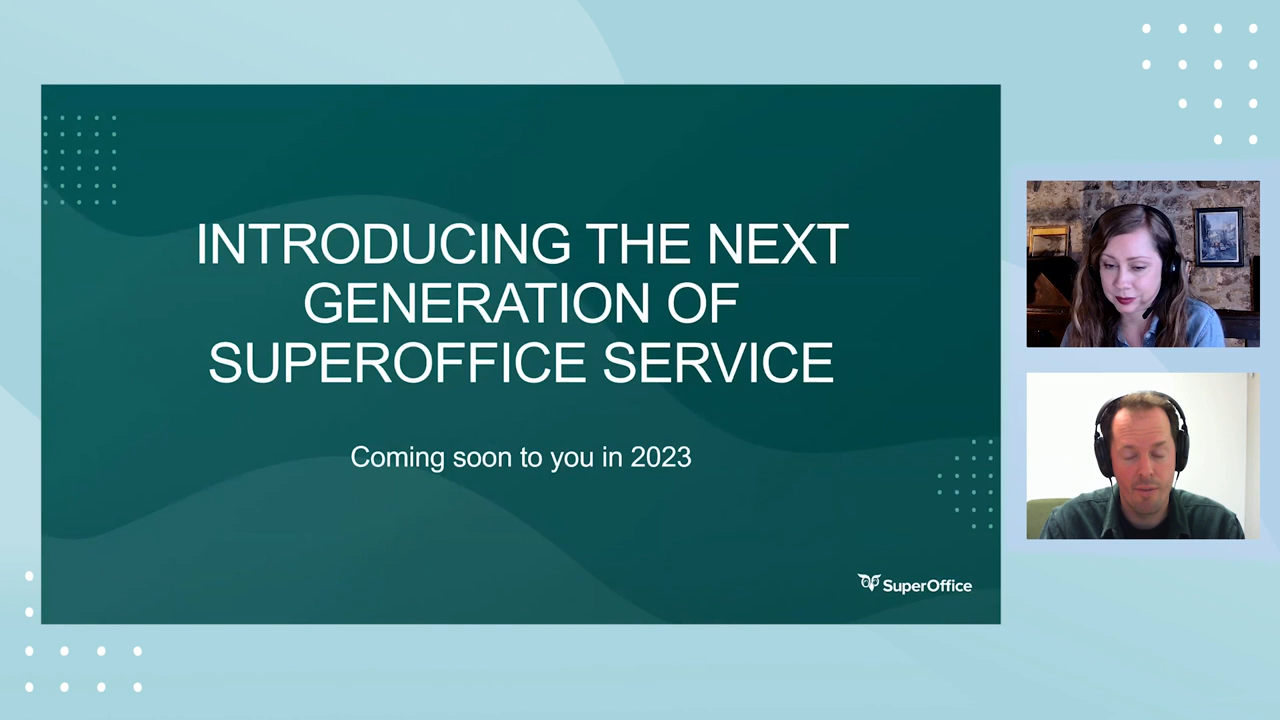 INTRODUCING THE NEXT
GENERATION OF
SUPEROFFICE SERVICE
Coming soon to you in 2023
SuperOffice